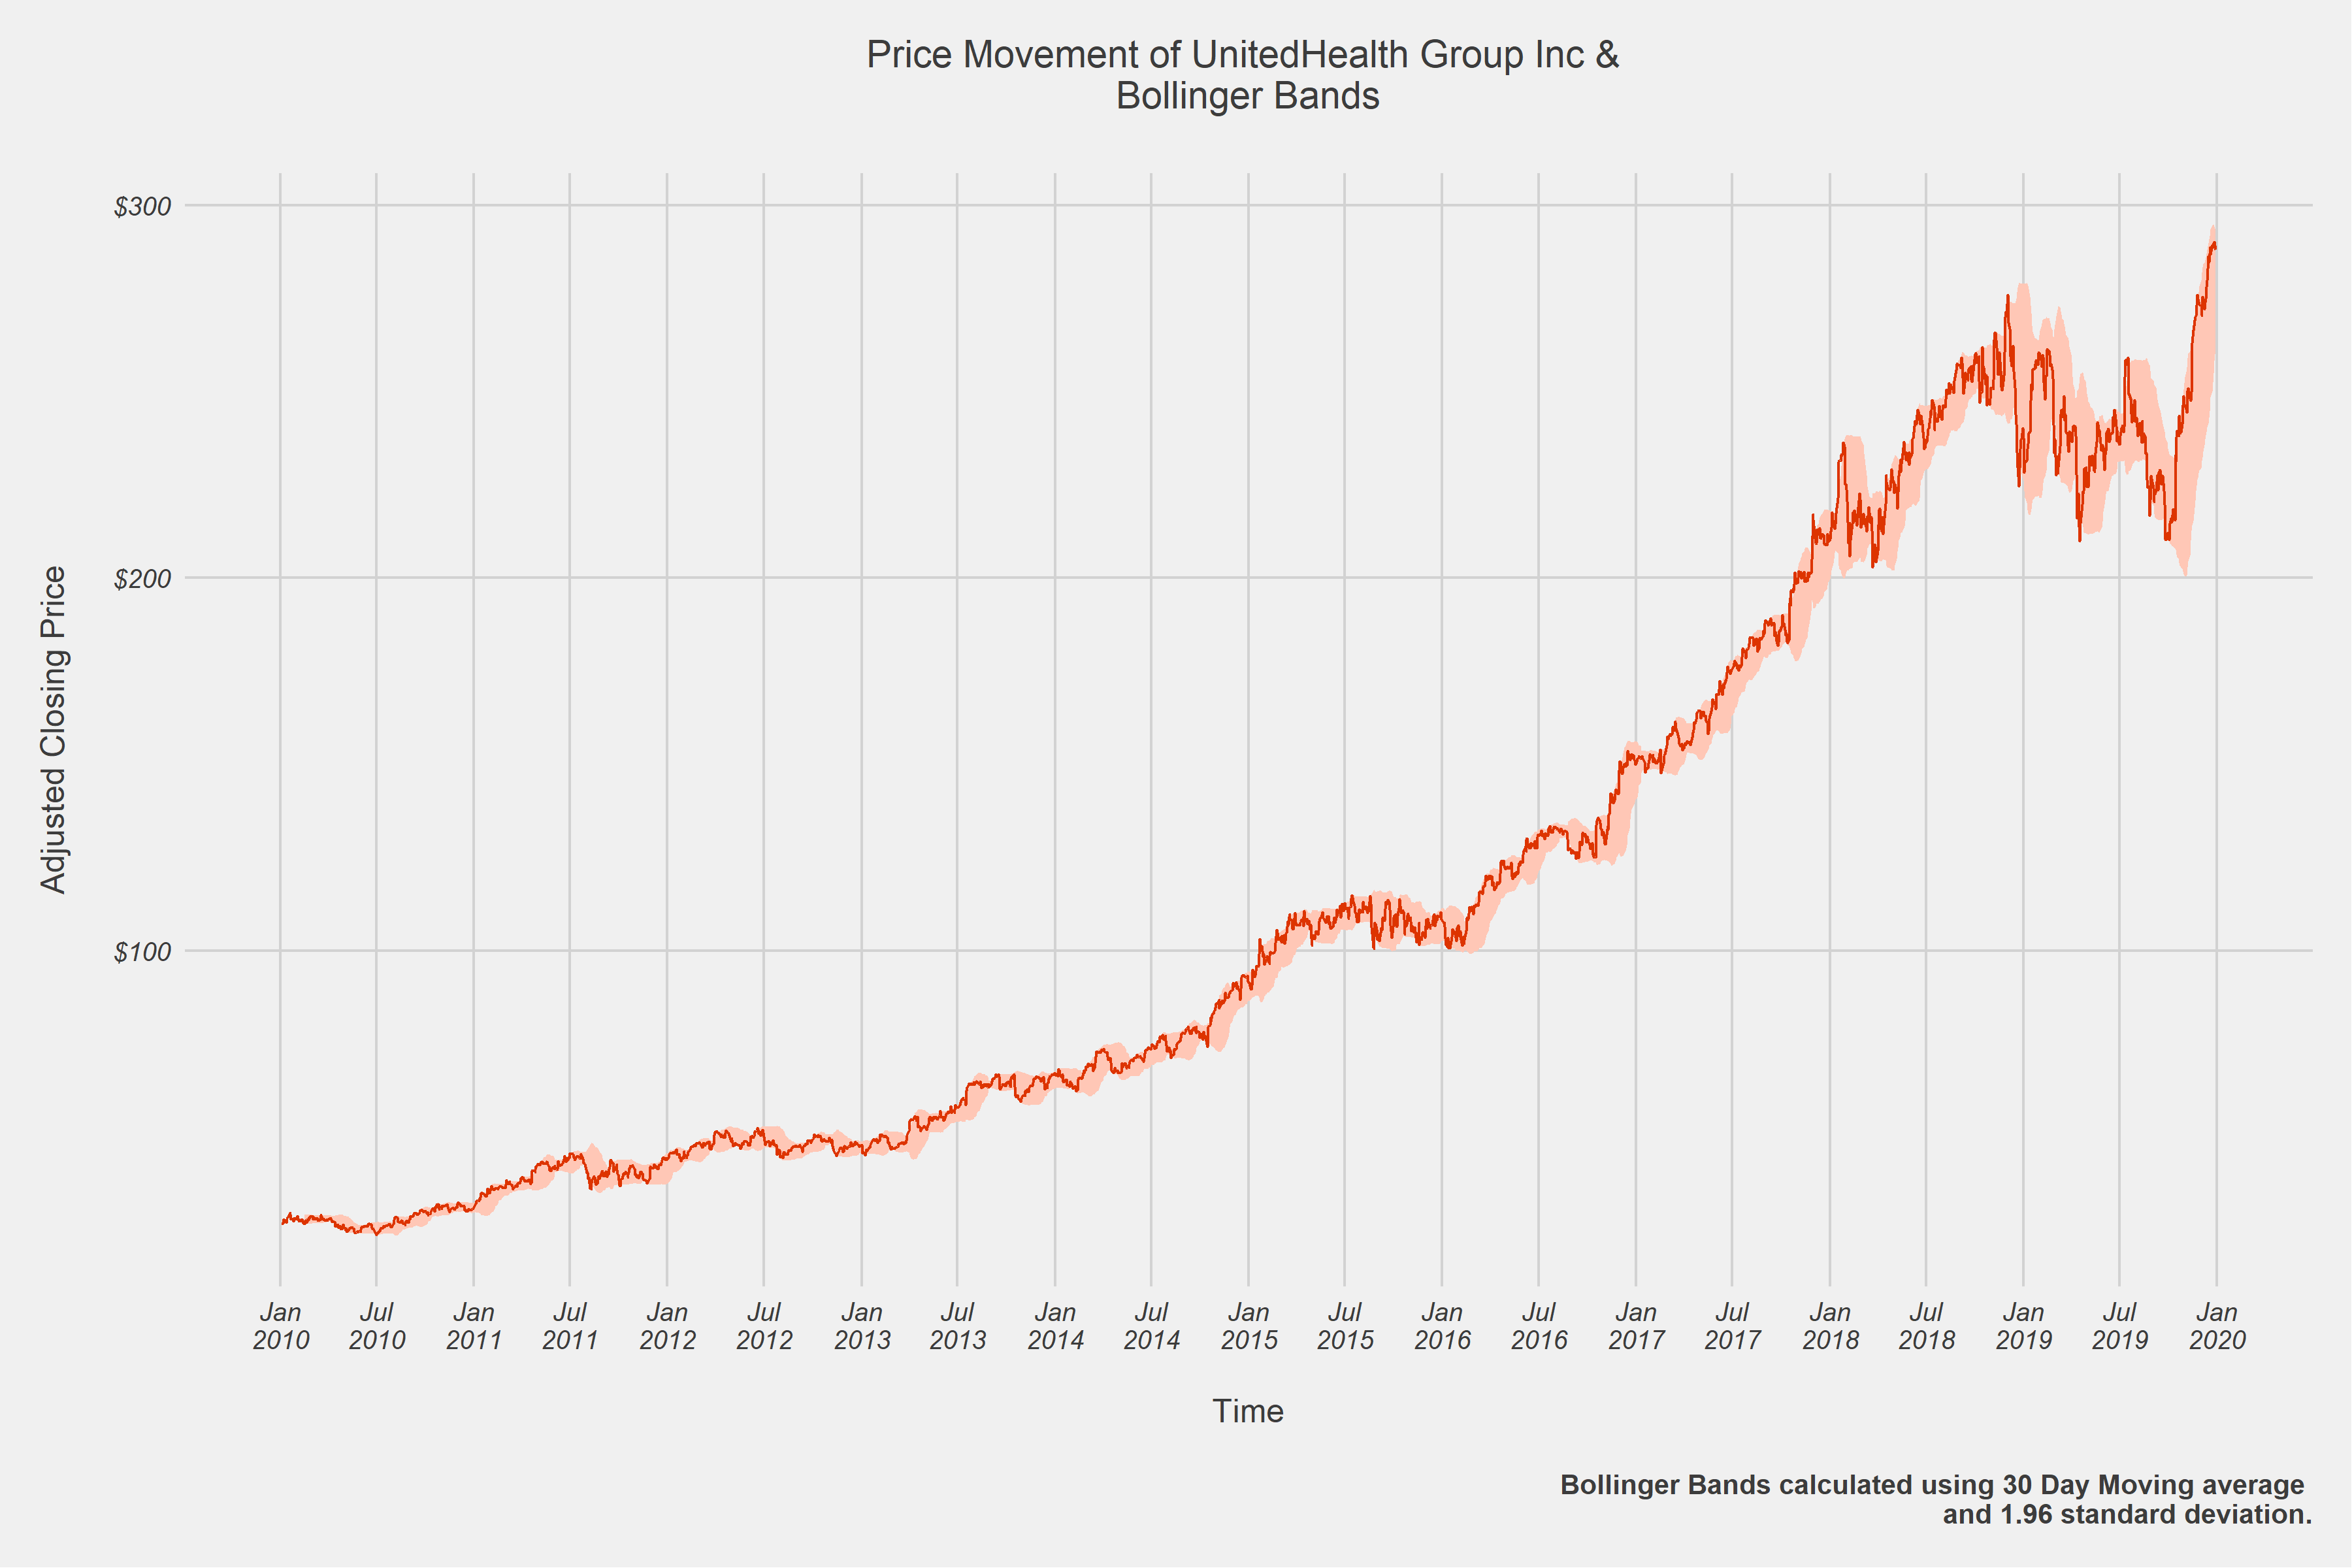 Price Movement of UnitedHealth Group Inc &
Bollinger Bands
$300
$200
$100
Adjusted Closing Price
Jan Jul Jan Jul Jan Jul Jan Jul Jan Jul Jan Jul Jan Jul Jan Jul Jan Jul Jan Jul Jan
2010 2010 2011 2011 2012 2012 2013 2013 2014 2014 2015 2015 2016 2016 2017 2017 2018 2018 2019 2019 2020
Time
Bollinger Bands calculated using 30 Day Moving average
and 1.96 standard deviation.